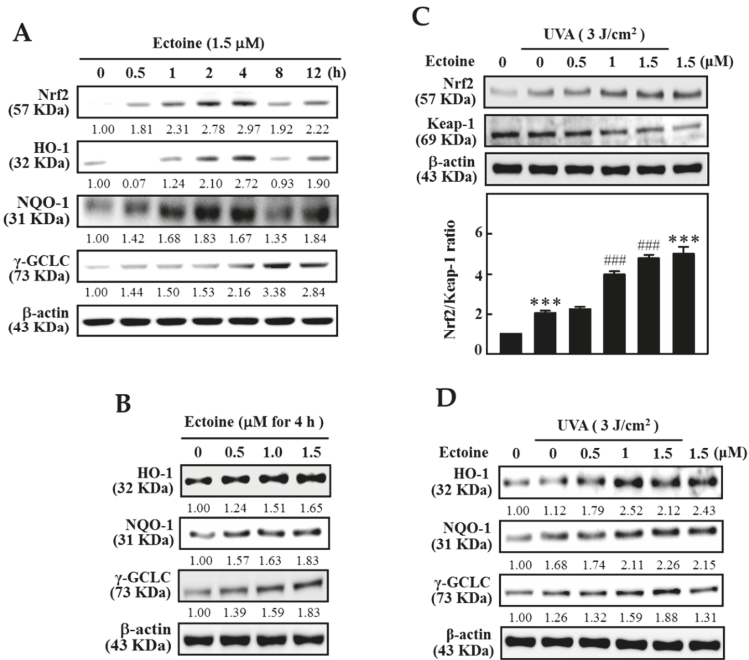 A
Ectoine (1.5 μM)
0 0.5 1 2 4 8 12 (h)
Nrf2
(57 KDa)
1.00 1.81 2.31 2.78 2.97 1.92 2.22
HO-1
(32 KDa)
1.00 0.07 1.24 2.10 2.72 0.93 1.90
NQO-1
(31 KDa)
1.00 1.42 1.68 1.83 1.67 1.35 1.84
γ-GCLC
(73 KDa)
1.00 1.44 1.50 1.53 2.16 3.38 2.84
β-actin
(43 KDa)
B
Ectoine (μM for 4 h)
0 0.5 1.0 1.5
HO-1
(32 KDa)
1.00 1.24 1.51 1.65
NQO-1
(31 KDa)
1.00 1.57 1.63 1.83
γ-GCLC
(73 KDa)
1.00 1.39 1.59 1.83
β-actin
(43 KDa)
C
UVA ( 3 J/cm2 )
Ectoine 0 0 0.5 1 1.5 1.5 (μM)
Nrf2
(57 KDa)
Keap-1
(69 KDa)
β-actin
(43 KDa)
Nrf2/Keap-1 ratio
6
4
2
0
***
###
###
***
D
UVA ( 3 J/cm2 )
Ectoine 0 0 0.5 1 1.5 1.5 (μM)
HO-1
(32 KDa)
1.00 1.12 1.79 2.52 2.12 2.43
NQO-1
(31 KDa)
1.00 1.68 1.74 2.11 2.26 2.15
γ-GCLC
(73 KDa)
1.00 1.26 1.32 1.59 1.88 1.31
β-actin
(43 KDa)